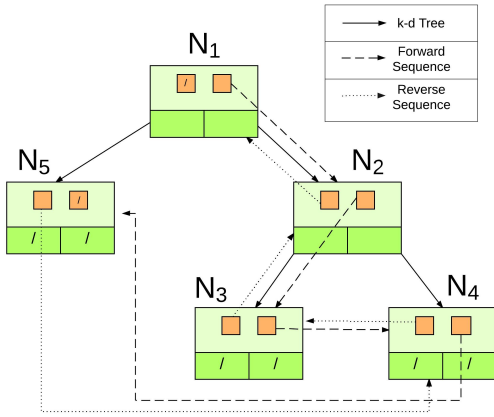 k-d Tree
Forward
Sequence
Reverse
Sequence
N1
/
N5
/
/ /
N2
N3
/ /
N4
/ /